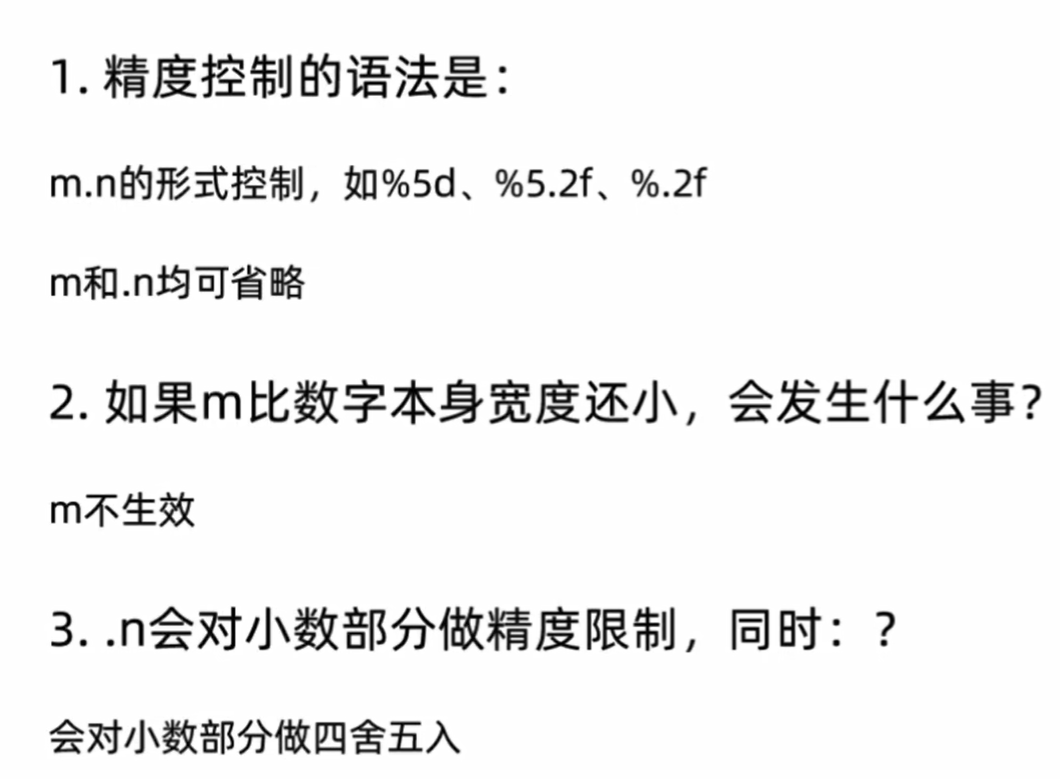 1. 精度控制的语法是：
m.n的形式控制，如%5d、%5.2f、%.2f
m和.n均可省略
2. 如果m比数字本身宽度还小，会发生什么事？
m不生效
3. .n会对小数部分做精度限制，同时：？
会对小数部分做四舍五入